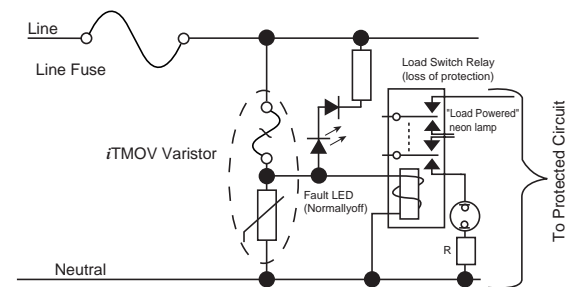 Line
Line Fuse
Load Switch Relay
(loss of protection)
"Load Powered"
neon lamp
iTMOV Varistor
Fault LED
(Normallyoff)
R
Neutral
To Protected Circuit